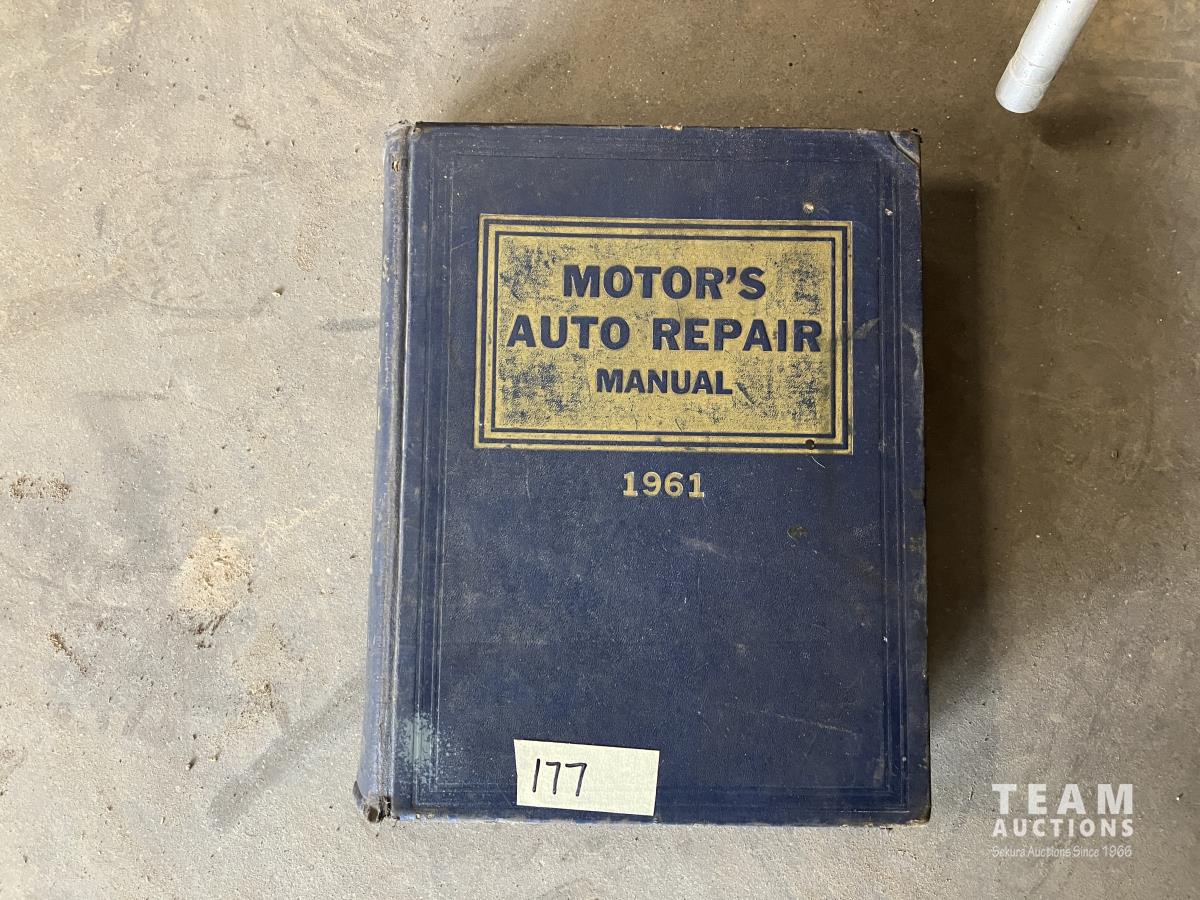 MOTOR'S
AUTO REPAIR
MANUAL
1961
177
TEAM
AUCTIONS
Sekura Auctions Since 1966